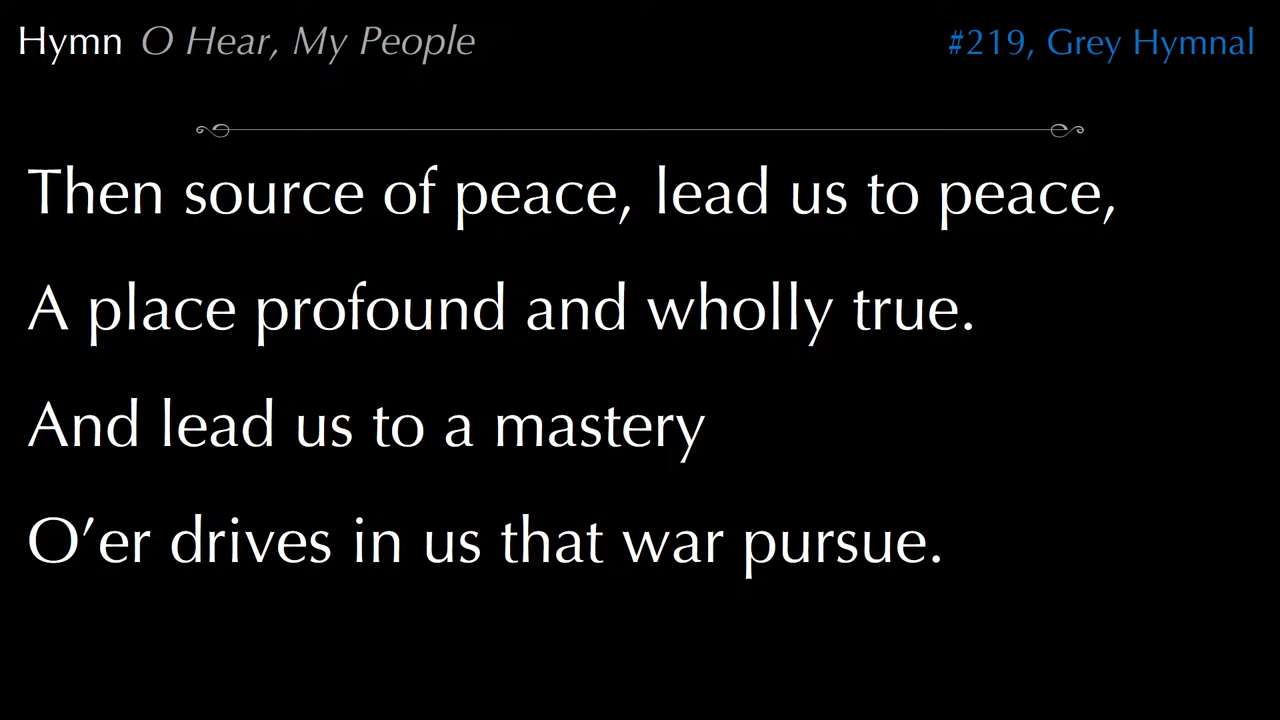 Hymn O Hear, My People #219, Grey Hymnal
Then source of peace, lead us to peace,
A place profound and wholly true.
And lead us to a mastery
O’er drives in us that war pursue.